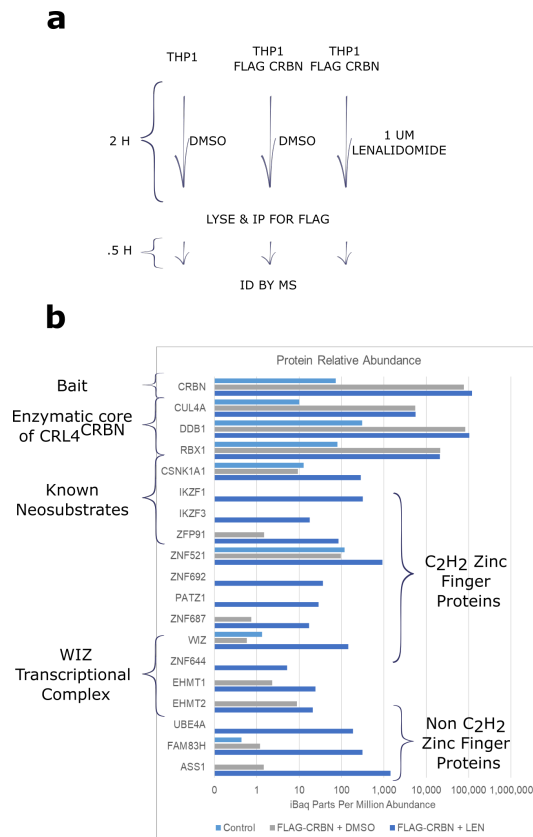 a
THP1
THP1
FLAG CRBN
THP1
FLAG CRBN
2 H
DMSO
DMSO
1 UM
LENALIDOMIDE
LYSE & IP FOR FLAG
.5 H
ID BY MS
b
Protein Relative Abundance
Bait
Enzymatic core
of CRL4CRBN
Known
Neosubstrates
WIZ
Transcriptional
Complex
CRBN
CUL4A
DDB1
RBX1
CSNK1A1
IKZF1
IKZF3
ZFP91
ZNF521
ZNF692
PATZ1
ZNF687
WIZ
ZNF644
EHMT1
EHMT2
UBE4A
FAM83H
ASS1
C2H2 Zinc
Finger
Proteins
Non C2H2
Zinc Finger
Proteins
0 1 10 100 1,000 10,000 100,000 1,000,000
iBaq Parts Per Million Abundance
Control FLAG-CRBN + DMSO FLAG-CRBN + LEN